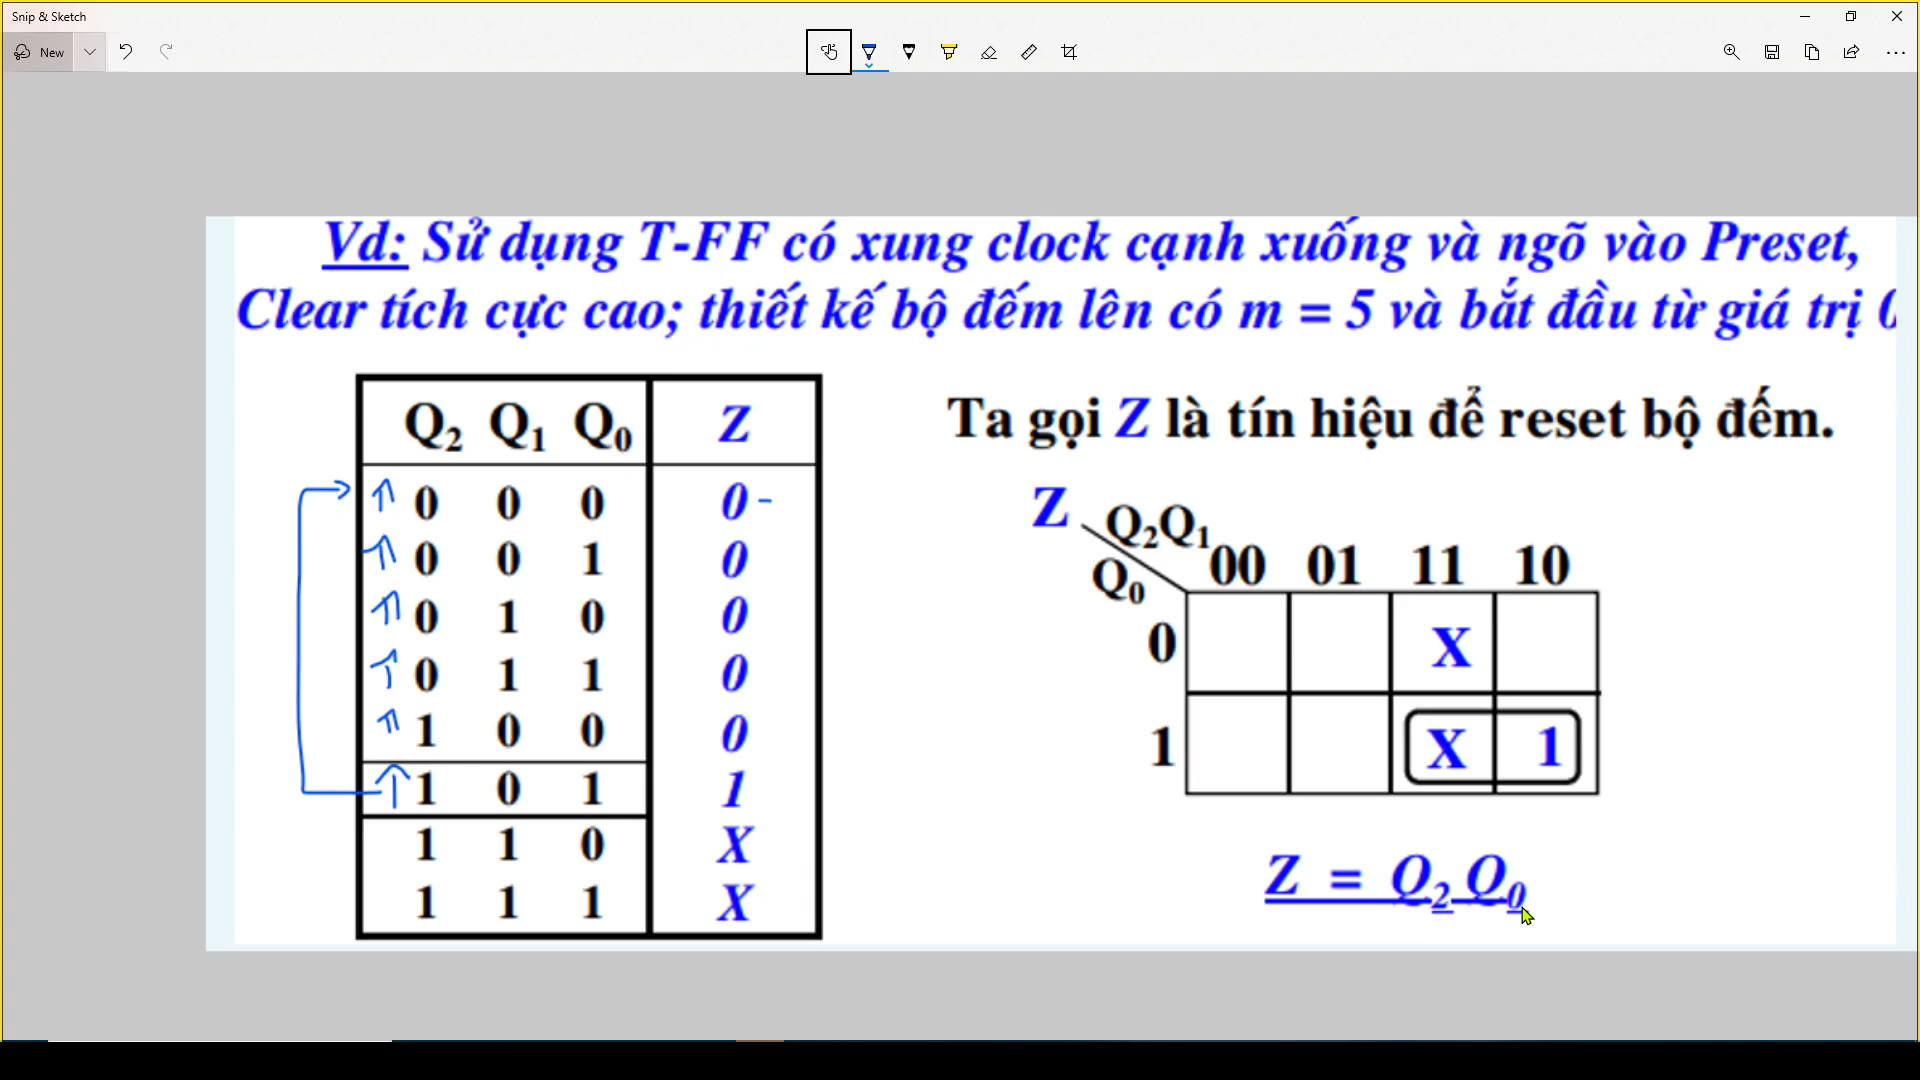 Snip & Sketch
New
Vd: Sử dụng T-FF có xung clock cạnh xuống và ngõ vào Preset,
Clear tích cực cao; thiết kế bộ đếm lên có m = 5 và bắt đầu từ giá trị 0
Q2 Q1 Q0 Z
0 0 0 0
0 0 1 0
0 1 0 0
0 1 1 0
1 0 0 0
1 0 1 1
1 1 0 X
1 1 1 X
Ta gọi Z là tín hiệu để reset bộ đếm.
Z Q2Q1 00 01 11 10
Q0
0 X
1 X 1
Z = Q2 Q0